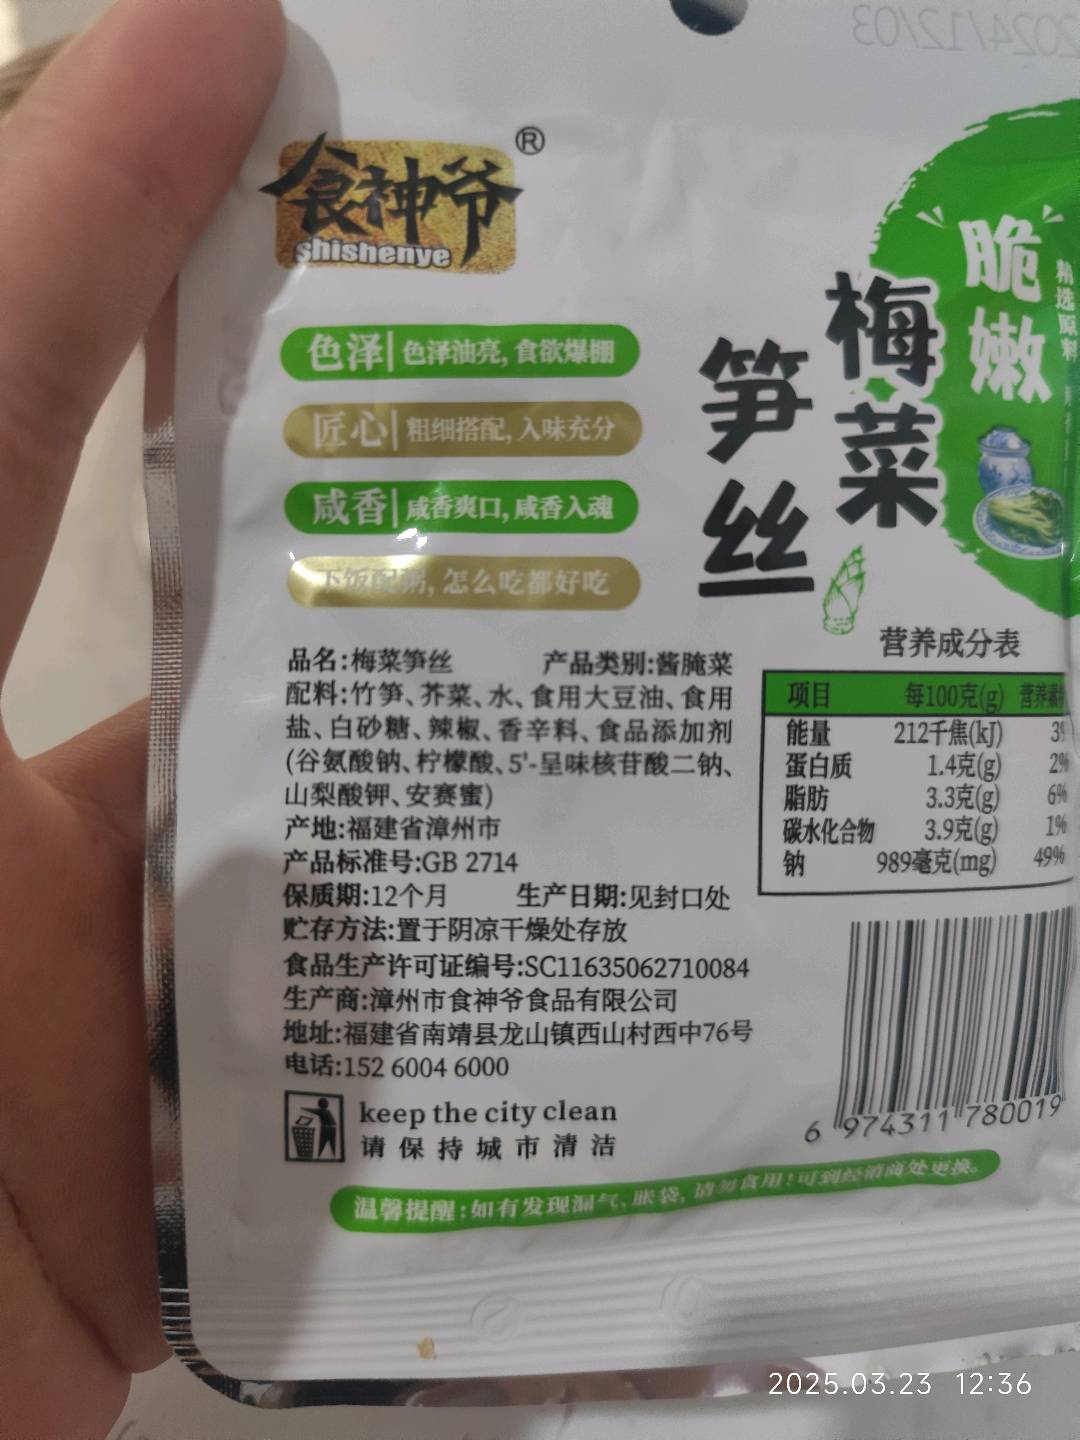 2024/12/03
食神爷®
shishenye
脆嫩
精选原料
梅菜
笋丝
色泽|色泽油亮,食欲爆棚
匠心|粗细搭配,入味充分
咸香|咸香爽口,咸香入魂
下饭配粥,怎么吃都好吃
品名:梅菜笋丝 产品类别:酱腌菜
配料:竹笋、芥菜、水、食用大豆油、食用
盐、白砂糖、辣椒、香辛料、食品添加剂
(谷氨酸钠、柠檬酸、5'-呈味核苷酸二钠、
山梨酸钾、安赛蜜)
产地:福建省漳州市
产品标准号:GB 2714
保质期:12个月 生产日期:见封口处
贮存方法:置于阴凉干燥处存放
食品生产许可证编号:SC11635062710084
生产商:漳州市食神爷食品有限公司
地址:福建省南靖县龙山镇西山村西中76号
电话:152 6004 6000
keep the city clean
请保持城市清洁
营养成分表
项目 每100克(g) 营养素
能量 212千焦(kJ) 3%
蛋白质 1.4克(g) 2%
脂肪 3.3克(g) 6%
碳水化合物 3.9克(g) 1%
钠 989毫克(mg) 49%
6 974311 780019
温馨提醒:如有发现漏气、胀袋,请勿食用!可到经销商处更换。
2025.03.23 12:36